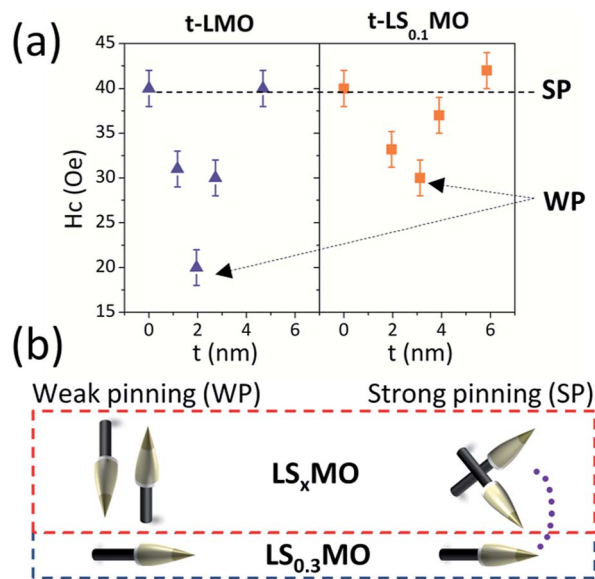 (a)
t-LMO t-LS0.1MO
45
40
35
30
25
20
15
Hc (Oe)
SP
WP
0 2 4 6 0 2 4 6
t (nm) t (nm)
(b)
Weak pinning (WP) Strong pinning (SP)
LSxMO
LS0.3MO